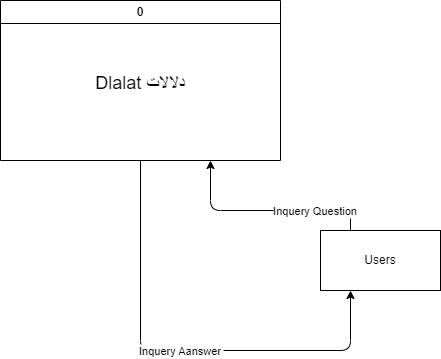 0
Dlalat دلالات
Inquery Question
Users
Inquery Aanswer